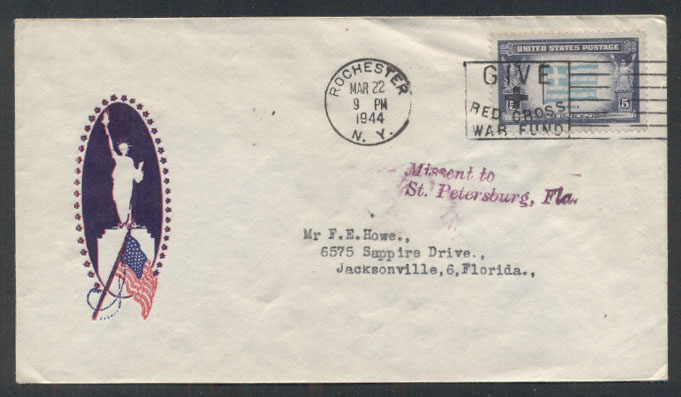 UNITED STATES POSTAGE
5
ROCHESTER
MAR 22
9 PM
1944
N. Y.
GIVE
RED CROSS
WAR FUND
Missent to
St. Petersburg, Fla.
Mr F.E.Howe.,
6575 Sappire Drive.,
Jacksonville,6,Florida.,